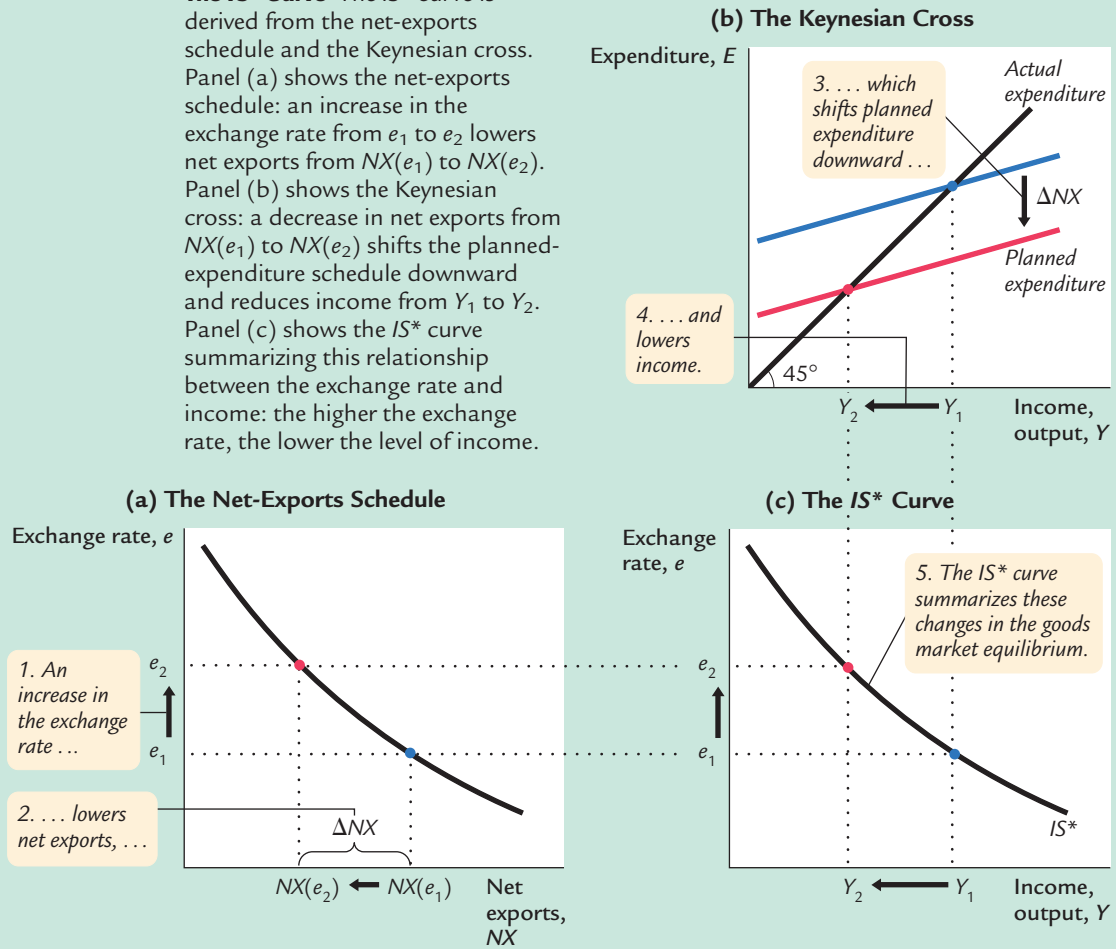 derived from the net-exports
schedule and the Keynesian cross.
Panel (a) shows the net-exports
schedule: an increase in the
exchange rate from e1 to e2 lowers
net exports from NX(e1) to NX(e2).
Panel (b) shows the Keynesian
cross: a decrease in net exports from
NX(e1) to NX(e2) shifts the planned-
expenditure schedule downward
and reduces income from Y1 to Y2.
Panel (c) shows the IS* curve
summarizing this relationship
between the exchange rate and
income: the higher the exchange
rate, the lower the level of income.
(b) The Keynesian Cross
Expenditure, E
3. . . . which
shifts planned
expenditure
downward . . .
Actual
expenditure
ΔNX
Planned
expenditure
4. . . . and
lowers
income.
45°
Y2
Y1
Income,
output, Y
(a) The Net-Exports Schedule
Exchange rate, e
1. An
increase in
the exchange
rate . . .
e2
e1
2. . . . lowers
net exports, . . .
ΔNX
NX(e2)
NX(e1)
Net
exports,
NX
(c) The IS* Curve
Exchange
rate, e
5. The IS* curve
summarizes these
changes in the goods
market equilibrium.
e2
e1
IS*
Y2
Y1
Income,
output, Y